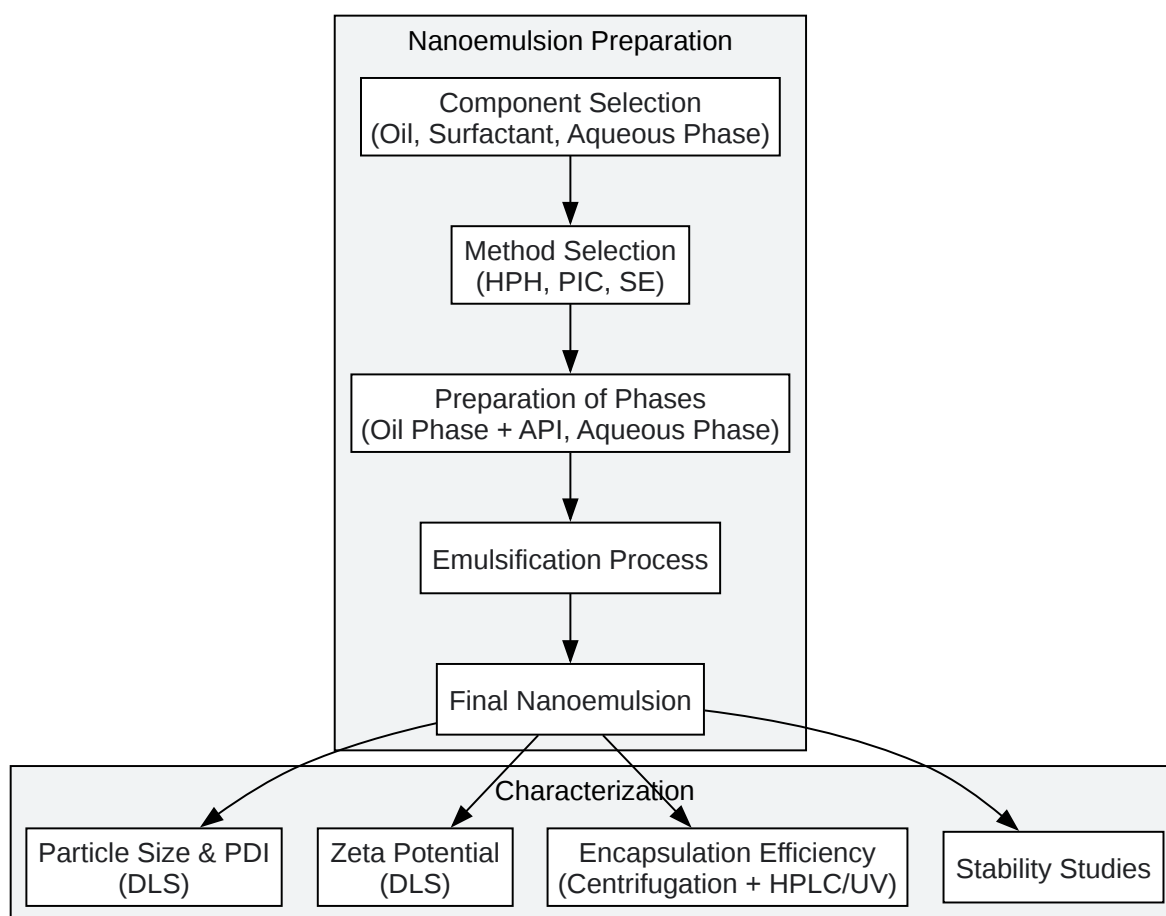 Nanoemulsion Preparation
Component Selection
(Oil, Surfactant, Aqueous Phase)
Method Selection
(HPH, PIC, SE)
Preparation of Phases
(Oil Phase + API, Aqueous Phase)
Emulsification Process
Final Nanoemulsion
Characterization
Particle Size & PDI
(DLS)
Zeta Potential
(DLS)
Encapsulation Efficiency
(Centrifugation + HPLC/UV)
Stability Studies